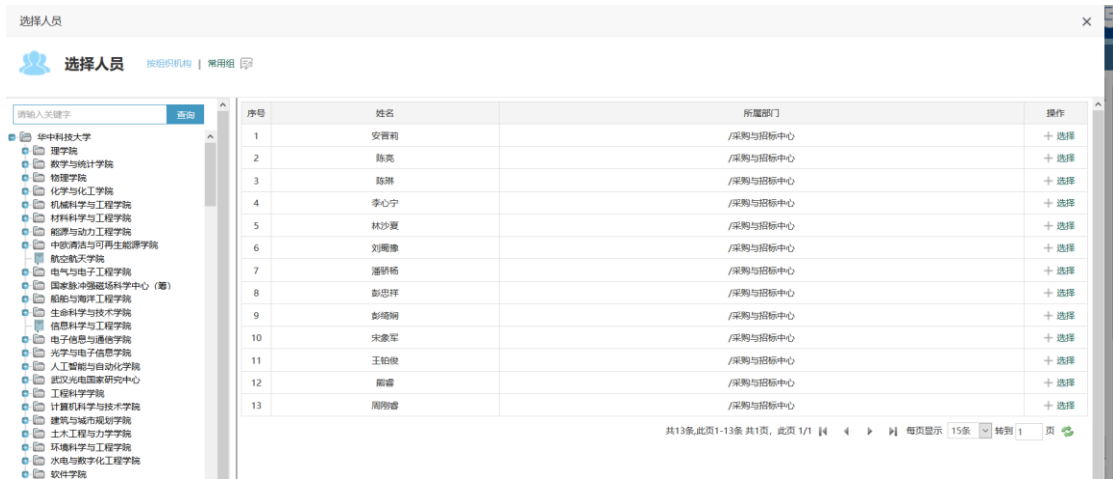 选择人员
选择人员 按组织机构 | 常用组
请输入关键字 查询
华中科技大学
理学院
数学与统计学院
物理学院
化学与化工学院
机械科学与工程学院
材料科学与工程学院
能源与动力工程学院
中欧清洁与可再生能源学院
航空航天学院
电气与电子工程学院
国家脉冲强磁场科学中心（筹）
船舶与海洋工程学院
生命科学与技术学院
信息科学与工程学院
电子信息与通信学院
光学与电子信息学院
人工智能与自动化学院
武汉光电国家研究中心
工程科学学院
计算机科学与技术学院
建筑与城市规划学院
土木工程与力学学院
环境科学与工程学院
水电与数字化工程学院
软件学院
序号 姓名 所属部门 操作
1 安晋莉 /采购与招标中心 选择
2 陈亮 /采购与招标中心 选择
3 陈琳 /采购与招标中心 选择
4 李心宁 /采购与招标中心 选择
5 林沙夏 /采购与招标中心 选择
6 刘蜀豫 /采购与招标中心 选择
7 潘骄杨 /采购与招标中心 选择
8 彭忠祥 /采购与招标中心 选择
9 彭绮娴 /采购与招标中心 选择
10 宋象军 /采购与招标中心 选择
11 王铂俊 /采购与招标中心 选择
12 熊睿 /采购与招标中心 选择
13 周刚睿 /采购与招标中心 选择
共13条,此页1-13条 共1页, 此页 1/1 每页显示 15条 转到 1 页